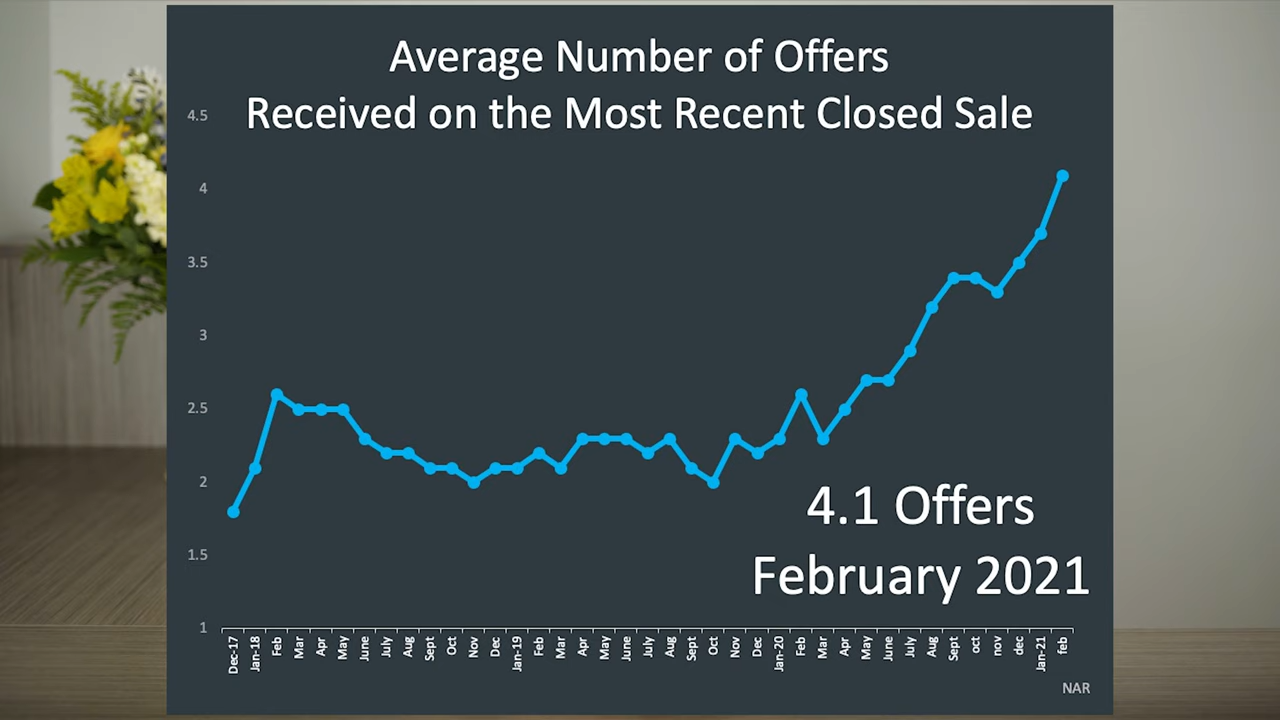 Average Number of Offers
Received on the Most Recent Closed Sale
4.5
4
3.5
3
2.5
2
1.5
1
4.1 Offers
February 2021
Dec-17
Jan-18
Feb
Mar
Apr
May
June
July
Aug
Sept
Oct
Nov
Dec
Jan-19
Feb
Mar
Apr
May
June
July
Aug
Sept
Oct
Nov
Dec
Jan-20
Feb
Mar
Apr
May
June
July
Aug
Sept
oct
nov
dec
Jan-21
feb
NAR